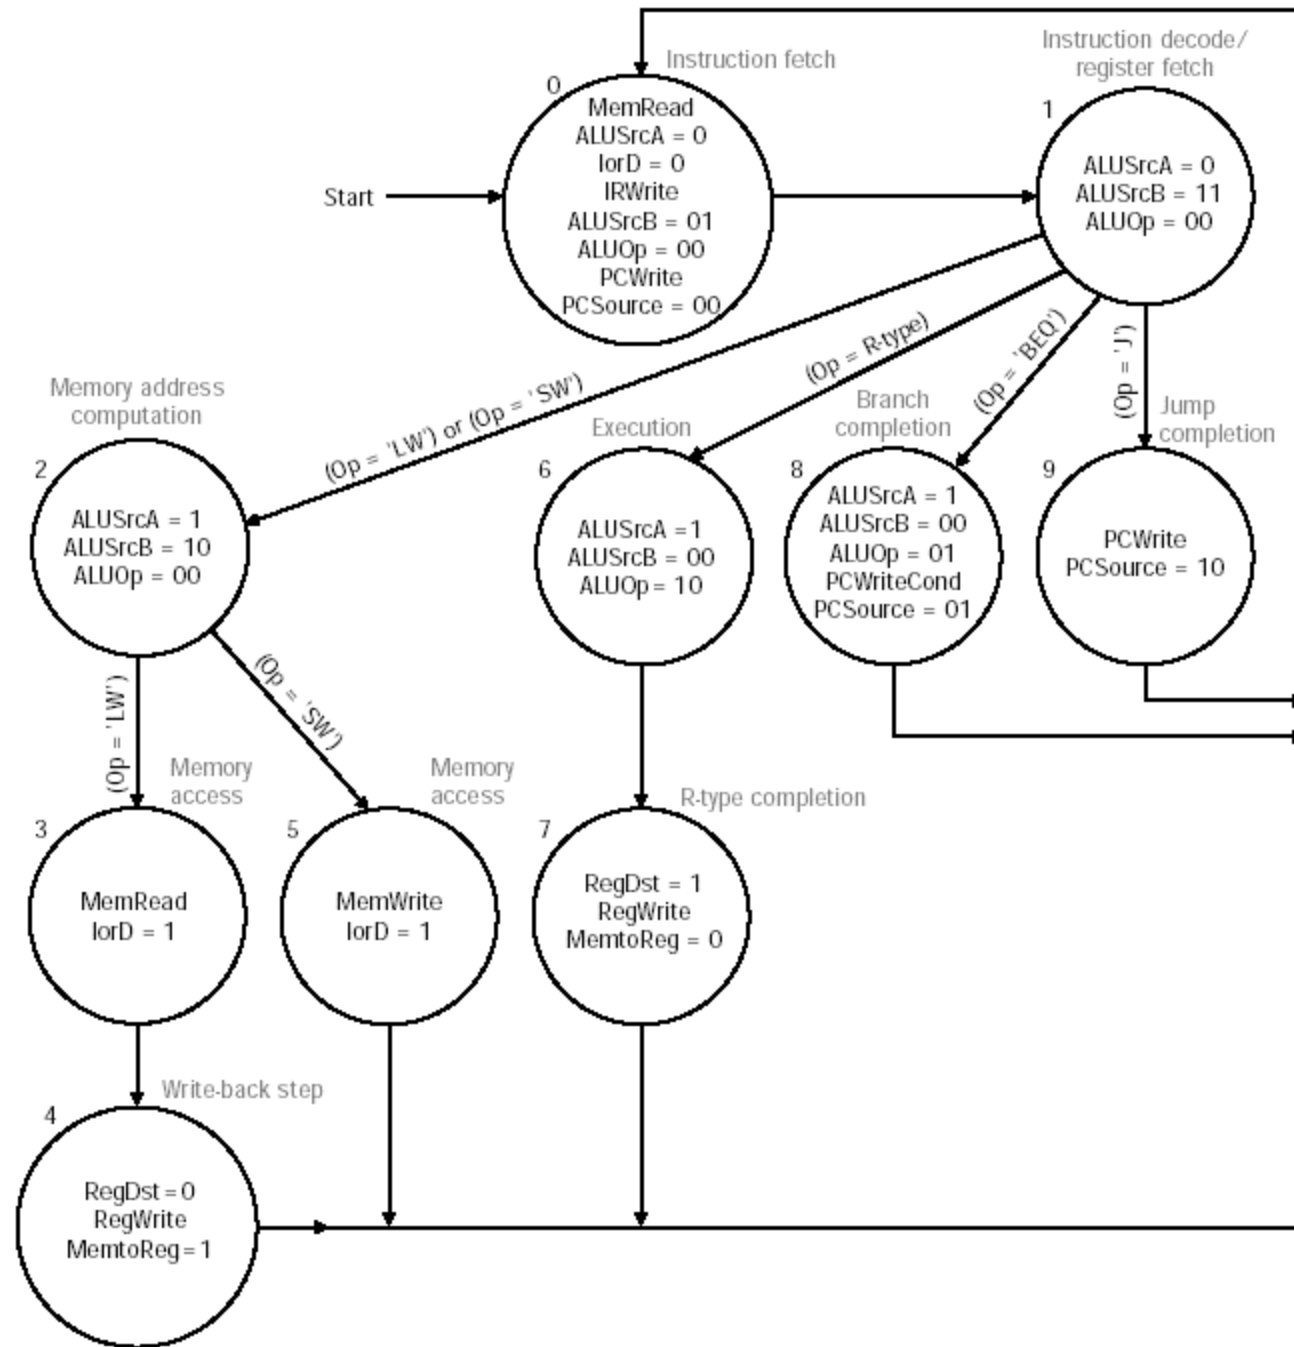 Instruction fetch
0
MemRead
ALUSrcA = 0
IorD = 0
IRWrite
ALUSrcB = 01
ALUOp = 00
PCWrite
PCSource = 00
Start
Instruction decode/
register fetch
1
ALUSrcA = 0
ALUSrcB = 11
ALUOp = 00
(Op = 'LW') or (Op = 'SW')
(Op = R-type)
(Op = 'BEQ')
(Op = 'J')
Memory address
computation
2
ALUSrcA = 1
ALUSrcB = 10
ALUOp = 00
Execution
6
ALUSrcA =1
ALUSrcB = 00
ALUOp= 10
Branch
completion
8
ALUSrcA = 1
ALUSrcB = 00
ALUOp = 01
PCWriteCond
PCSource = 01
Jump
completion
9
PCWrite
PCSource = 10
(Op = 'LW')
(Op = 'SW')
Memory
access
3
MemRead
IorD = 1
Memory
access
5
MemWrite
IorD = 1
R-type completion
7
RegDst = 1
RegWrite
MemtoReg = 0
Write-back step
4
RegDst=0
RegWrite
MemtoReg=1